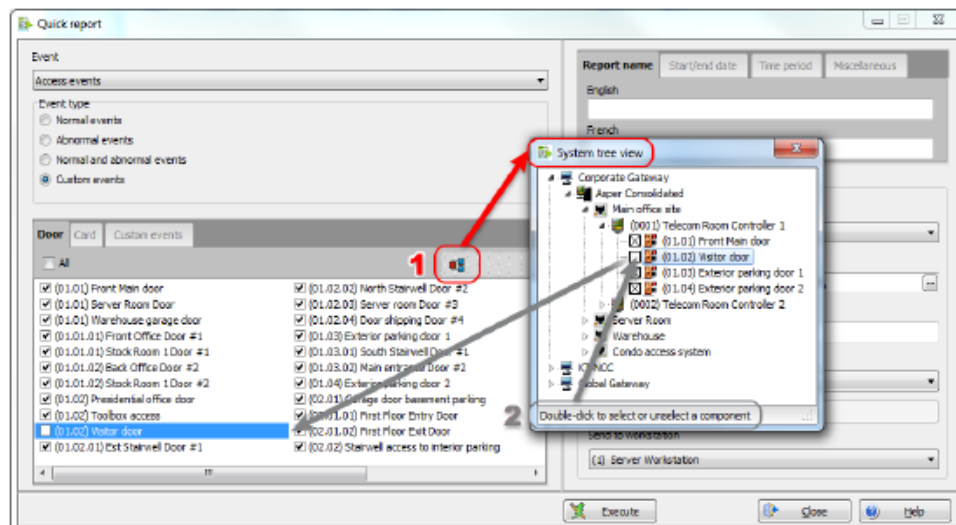 Quick report
Event
Access events
Event type
Normal events
Abnormal events
Normal and abnormal events
Custom events
Door Card Custom events
All
1
(01.01) Front Main door
(01.01) Server Room Door
(01.01) Warehouse garage door
(01.01.01) Front Office Door #1
(01.01.01) Stock Room 1 Door #1
(01.01.02) Back Office Door #2
(01.01.02) Stock Room 1 Door #2
(01.02) Presidential office door
(01.02) Toolbox access
(01.02) Visitor door
(01.02.01) Est Stairwell Door #1
(01.02.02) North Stairwell Door #2
(01.02.03) Server room Door #3
(01.02.04) Door shipping Door #4
(01.03) Exterior parking door 1
(01.03.01) South Stairwell Door #1
(01.03.02) Main entrance Door #2
(01.04) Exterior parking door 2
(02.01) Garage door basement parking
First Floor Entry Door
(02.01.02) First Floor Exit Door
(02.02) Stairwell access to interior parking
Report name Start/end date Time period Miscellaneous
English
French
System tree view
Corporate Gateway
Asper Consolidated
Main office site
(0001) Telecom Room Controller 1
(01.01) Front Main door
(01.02) Visitor door
(01.03) Exterior parking door 1
(01.04) Exterior parking door 2
(0002) Telecom Room Controller 2
Server Room
Warehouse
Condo access system
Global Gateway
2
Double-click to select or unselect a component
Send to workstation
(1) Server Workstation
Execute
Close
Help